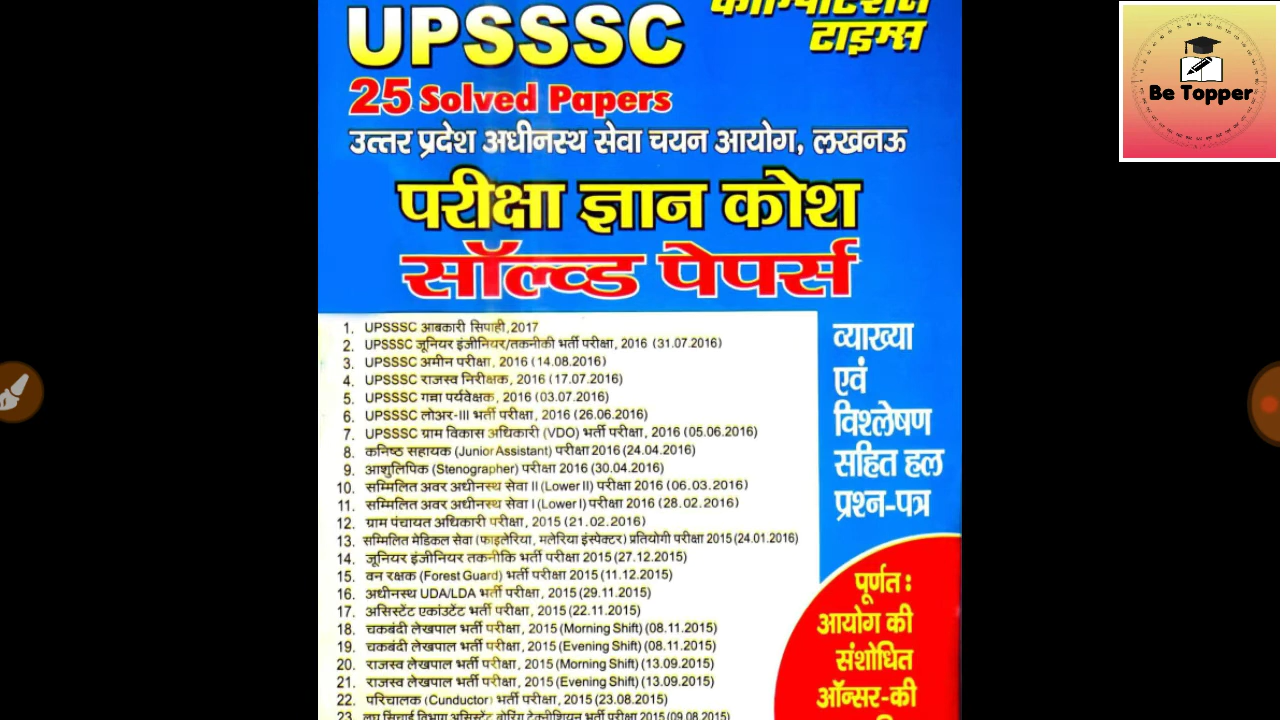 काम्पिटीशन
टाइम्स
UPSSSC
25 Solved Papers
उत्तर प्रदेश अधीनस्थ सेवा चयन आयोग, लखनऊ
परीक्षा ज्ञान कोश
सॉल्व्ड पेपर्स
Be Topper
1. UPSSSC आबकारी सिपाही, 2017
2. UPSSSC जूनियर इंजीनियर/तकनीकी भर्ती परीक्षा, 2016 (31.07.2016)
3. UPSSSC अमीन परीक्षा, 2016 (14.08.2016)
4. UPSSSC राजस्व निरीक्षक, 2016 (17.07.2016)
5. UPSSSC गन्ना पर्यवेक्षक, 2016 (03.07.2016)
6. UPSSSC लोअर-III भर्ती परीक्षा, 2016 (26.06.2016)
7. UPSSSC ग्राम विकास अधिकारी (VDO) भर्ती परीक्षा, 2016 (05.06.2016)
8. कनिष्ठ सहायक (Junior Assistant) परीक्षा 2016 (24.04.2016)
9. आशुलिपिक (Stenographer) परीक्षा 2016 (30.04.2016)
10. सम्मिलित अवर अधीनस्थ सेवा II (Lower II) परीक्षा 2016 (06.03.2016)
11. सम्मिलित अवर अधीनस्थ सेवा I (Lower I) परीक्षा 2016 (28.02.2016)
12. ग्राम पंचायत अधिकारी परीक्षा, 2015 (21.02.2016)
13. सम्मिलित मेडिकल सेवा (फाइलेरिया, मलेरिया इंस्पेक्टर) प्रतियोगी परीक्षा 2015 (24.01.2016)
14. जूनियर इंजीनियर तकनीकि भर्ती परीक्षा 2015 (27.12.2015)
15. वन रक्षक (Forest Guard) भर्ती परीक्षा 2015 (11.12.2015)
16. अधीनस्थ UDA/LDA भर्ती परीक्षा, 2015 (29.11.2015)
17. असिस्टेंट एकाउंटेंट भर्ती परीक्षा, 2015 (22.11.2015)
18. चकबंदी लेखपाल भर्ती परीक्षा, 2015 (Morning Shift) (08.11.2015)
19. चकबंदी लेखपाल भर्ती परीक्षा, 2015 (Evening Shift) (08.11.2015)
20. राजस्व लेखपाल भर्ती परीक्षा, 2015 (Morning Shift) (13.09.2015)
21. राजस्व लेखपाल भर्ती परीक्षा, 2015 (Evening Shift) (13.09.2015)
22. परिचालक (Cunductor) भर्ती परीक्षा, 2015 (23.08.2015)
23. लघु सिंचाई विभाग असिस्टेंट बोरिंग टेक्नीशियन भर्ती परीक्षा 2015 (09.08.2015)
व्याख्या
एवं
विश्लेषण
सहित हल
प्रश्न-पत्र
पूर्णत :
आयोग की
संशोधित
ऑन्सर-की